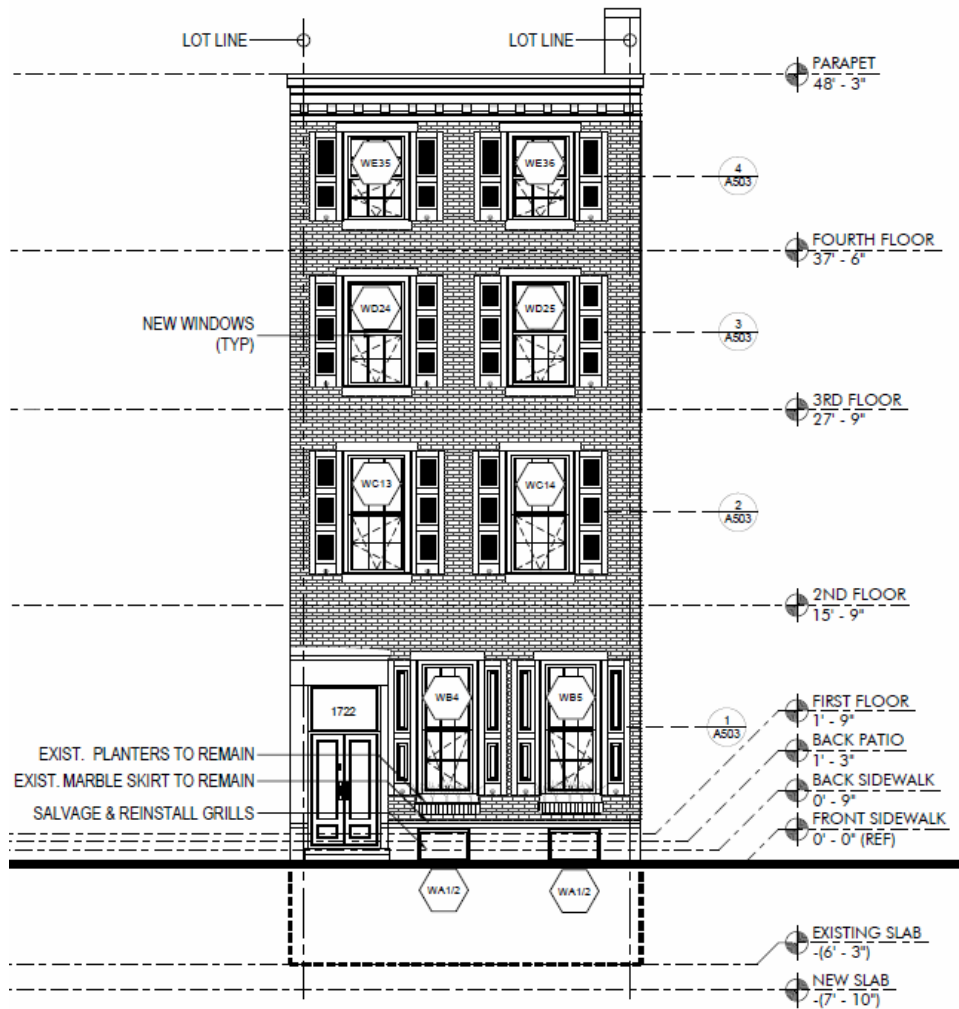 LOT LINE
LOT LINE
PARAPET
48' - 3"
WE35
WE36
4
A503
FOURTH FLOOR
37' - 6"
NEW WINDOWS
(TYP)
WD24
WD25
3
A503
3RD FLOOR
27' - 9"
WC13
WC14
2
A503
2ND FLOOR
15' - 9"
WB4
WB5
1722
1
A503
FIRST FLOOR
1' - 9"
BACK PATIO
1' - 3"
BACK SIDEWALK
0' - 9"
FRONT SIDEWALK
0' - 0" (REF)
EXIST. PLANTERS TO REMAIN
EXIST. MARBLE SKIRT TO REMAIN
SALVAGE & REINSTALL GRILLS
WA1/2
WA1/2
EXISTING SLAB
-(6' - 3")
NEW SLAB
-(7' - 10")